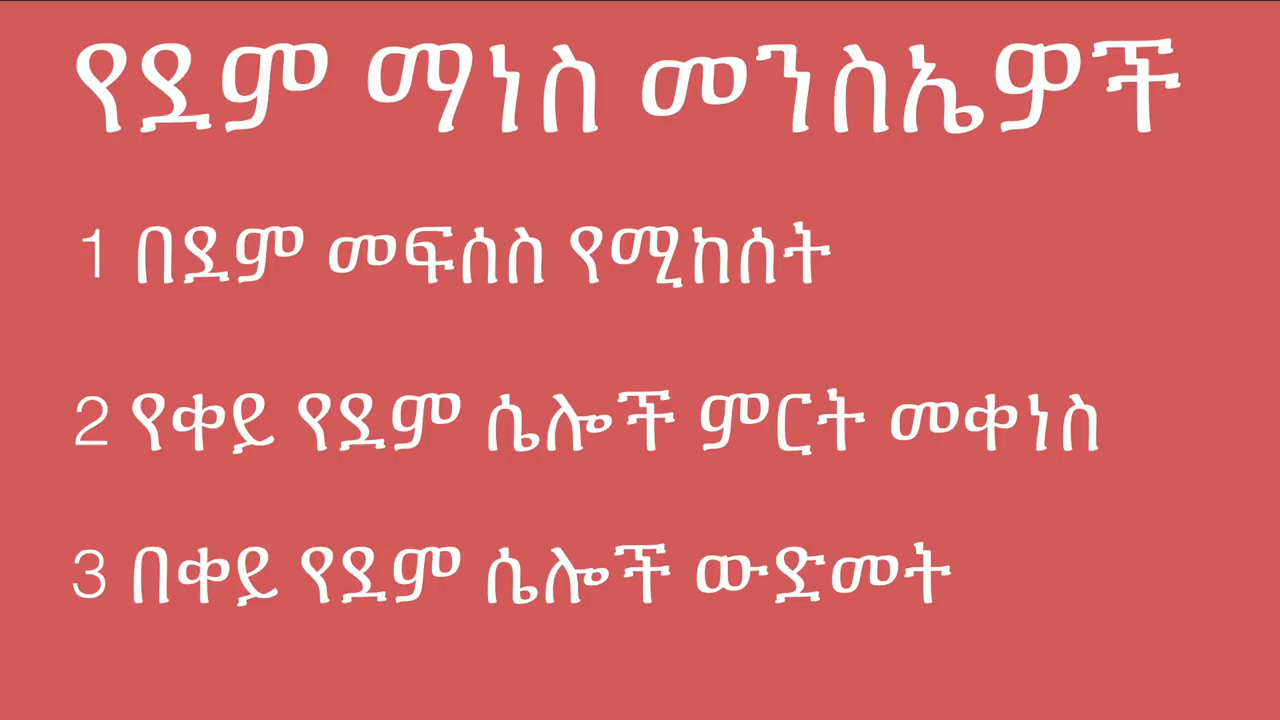 የደም ማነስ መንስኤዎች
1 በደም መፍሰስ የሚከሰት
2 የቀይ የደም ሴሎች ምርት መቀነስ
3 በቀይ የደም ሴሎች ውድመት